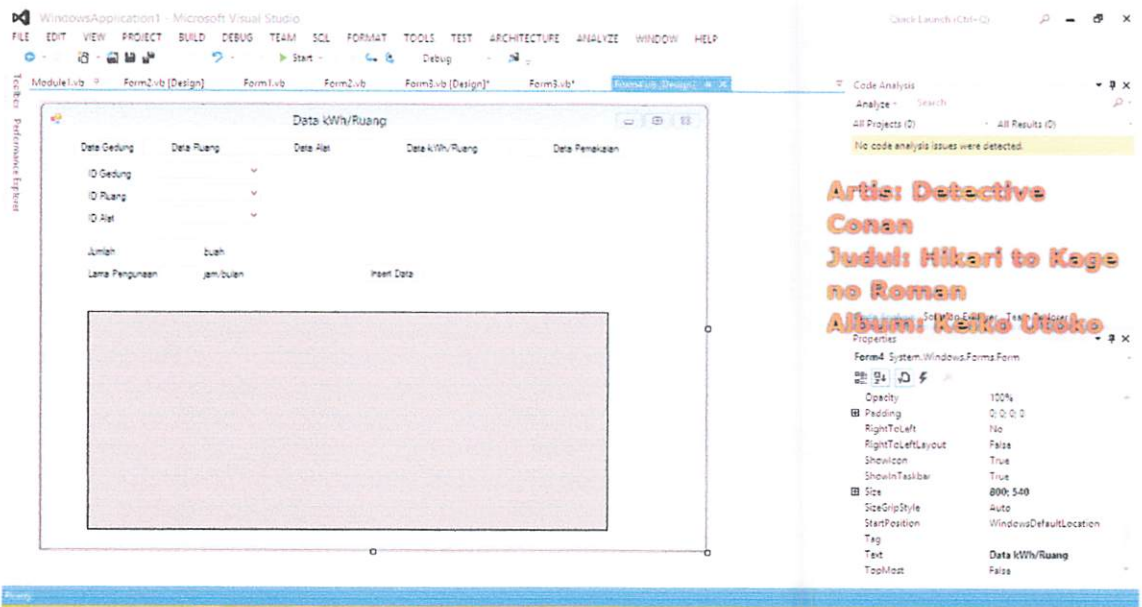 WindowsApplication1 - Microsoft Visual Studio
Quick Launch (Ctrl+Q)
FILE EDIT VIEW PROJECT BUILD DEBUG TEAM SQL FORMAT TOOLS TEST ARCHITECTURE ANALYZE WINDOW HELP
Start
Debug
Toolbox Performance Explorer
Module1.vb Form2.vb [Design] Form1.vb Form2.vb Form3.vb [Design]* Form3.vb* Form4.vb [Design]*
Data kWh/Ruang
Data Gedung Data Ruang Data Alat Data kWh/Ruang Data Pemakaian
ID Gedung
ID Ruang
ID Alat
Jumlah buah
Lama Pengunaan jam/bulan Insert Data
Code Analysis
Analyze Search
All Projects (0) All Results (0)
No code analysis issues were detected.
Artis: Detective
Conan
Judul: Hikari to Kage
no Roman
Album: Keiko Utoko
Properties
Form4 System.Windows.Forms.Form
Opacity 100%
Padding 0; 0; 0; 0
RightToLeft No
RightToLeftLayout False
ShowIcon True
ShowInTaskbar True
Size 800; 540
SizeGripStyle Auto
StartPosition WindowsDefaultLocation
Tag
Text Data kWh/Ruang
TopMost False
Ready